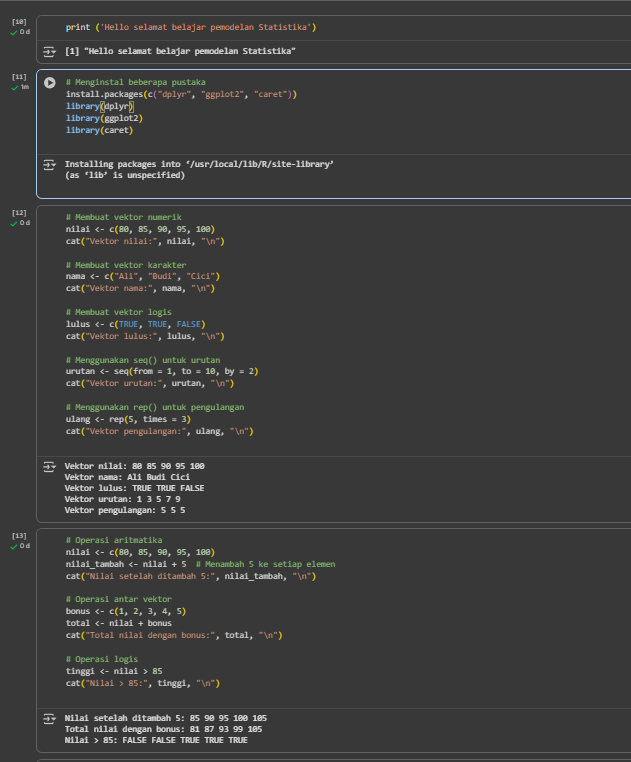 [10]
0 d
print ('Hello selamat belajar pemodelan Statistika')
[1] "Hello selamat belajar pemodelan Statistika"
[11]
1m
# Menginstal beberapa pustaka
install.packages(c("dplyr", "ggplot2", "caret"))
library(dplyr)
library(ggplot2)
library(caret)
Installing packages into ‘/usr/local/lib/R/site-library’
(as ‘lib’ is unspecified)
[12]
0 d
# Membuat vektor numerik
nilai <- c(80, 85, 90, 95, 100)
cat("Vektor nilai:", nilai, "\n")
# Membuat vektor karakter
nama <- c("Ali", "Budi", "Cici")
cat("Vektor nama:", nama, "\n")
# Membuat vektor logis
lulus <- c(TRUE, TRUE, FALSE)
cat("Vektor lulus:", lulus, "\n")
# Menggunakan seq() untuk urutan
urutan <- seq(from = 1, to = 10, by = 2)
cat("Vektor urutan:", urutan, "\n")
# Menggunakan rep() untuk pengulangan
ulang <- rep(5, times = 3)
cat("Vektor pengulangan:", ulang, "\n")
Vektor nilai: 80 85 90 95 100
Vektor nama: Ali Budi Cici
Vektor lulus: TRUE TRUE FALSE
Vektor urutan: 1 3 5 7 9
Vektor pengulangan: 5 5 5
[13]
0 d
# Operasi aritmatika
nilai <- c(80, 85, 90, 95, 100)
nilai_tambah <- nilai + 5  # Menambah 5 ke setiap elemen
cat("Nilai setelah ditambah 5:", nilai_tambah, "\n")
# Operasi antar vektor
bonus <- c(1, 2, 3, 4, 5)
total <- nilai + bonus
cat("Total nilai dengan bonus:", total, "\n")
# Operasi logis
tinggi <- nilai > 85
cat("Nilai > 85:", tinggi, "\n")
Nilai setelah ditambah 5: 85 90 95 100 105
Total nilai dengan bonus: 81 87 93 99 105
Nilai > 85: FALSE FALSE TRUE TRUE TRUE